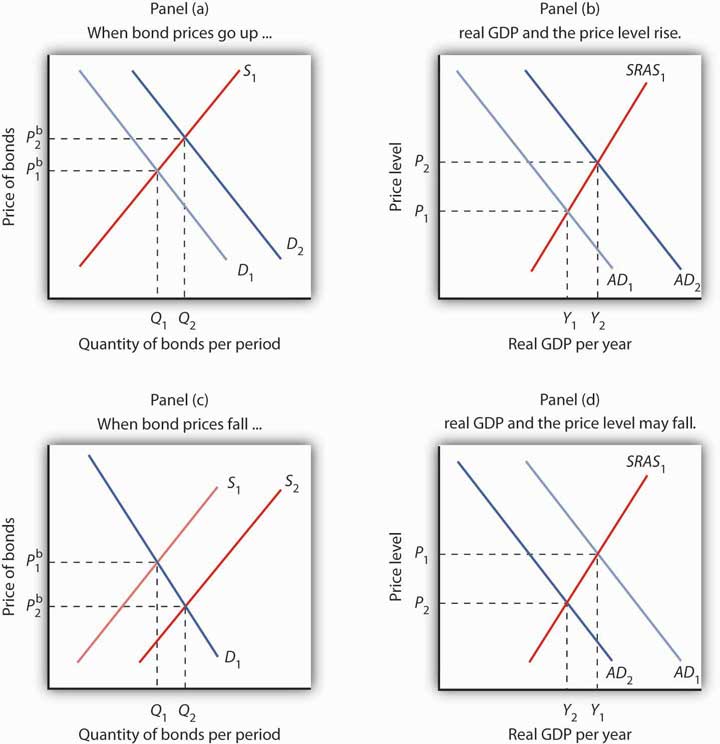 Panel (a)
When bond prices go up ...
Price of bonds
P₂ᵇ
P₁ᵇ
S₁
D₂
D₁
Q₁ Q₂
Quantity of bonds per period
Panel (b)
real GDP and the price level rise.
Price level
P₂
P₁
SRAS₁
AD₁
AD₂
Y₁ Y₂
Real GDP per year
Panel (c)
When bond prices fall ...
Price of bonds
P₁ᵇ
P₂ᵇ
S₁
S₂
D₁
Q₁ Q₂
Quantity of bonds per period
Panel (d)
real GDP and the price level may fall.
Price level
P₁
P₂
SRAS₁
AD₂
AD₁
Y₂ Y₁
Real GDP per year